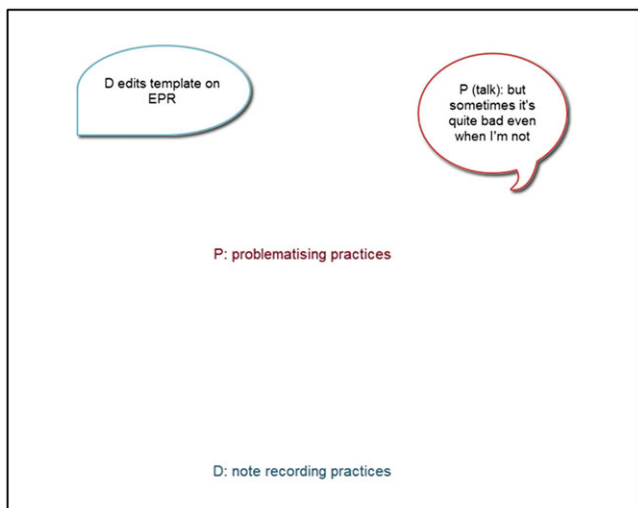 D edits template on
EPR
P (talk): but
sometimes it's
quite bad even
when I'm not
P: problematising practices
D: note recording practices